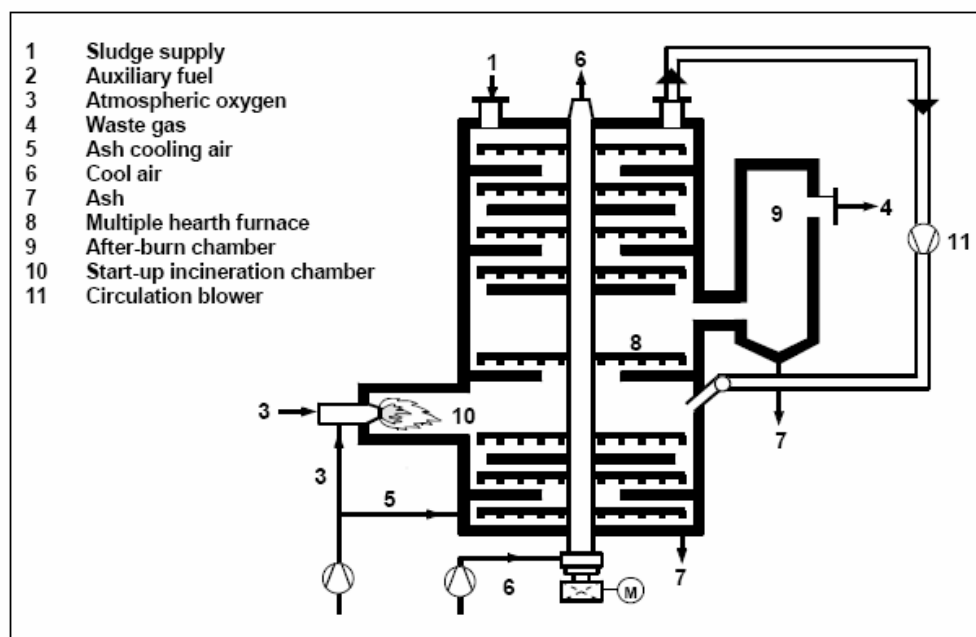 1 Sludge supply
2 Auxiliary fuel
3 Atmospheric oxygen
4 Waste gas
5 Ash cooling air
6 Cool air
7 Ash
8 Multiple hearth furnace
9 After-burn chamber
10 Start-up incineration chamber
11 Circulation blower
1
6
9
4
11
8
3
10
7
3
5
7
6
M